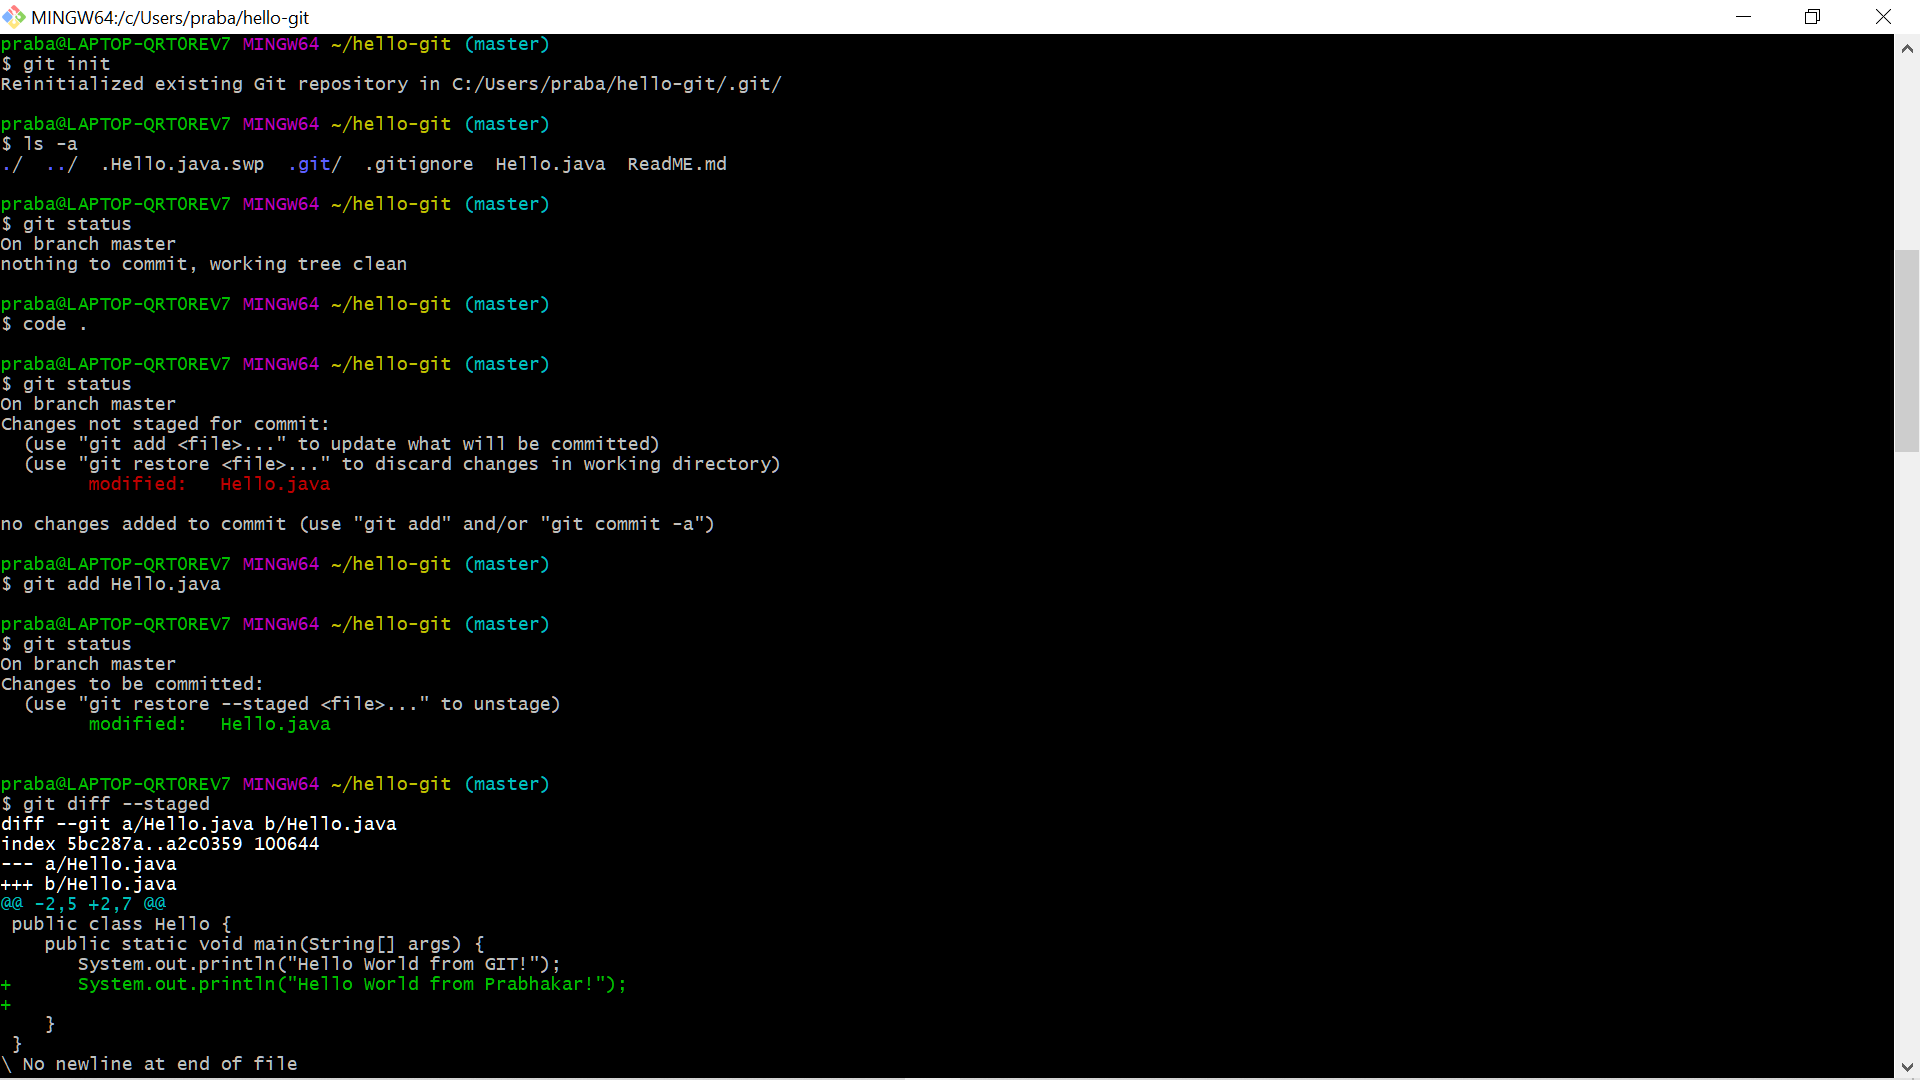 MINGW64:/c/Users/praba/hello-git
praba@LAPTOP-QRT0REV7 MINGW64 ~/hello-git (master)
$ git init
Reinitialized existing Git repository in C:/Users/praba/hello-git/.git/

praba@LAPTOP-QRT0REV7 MINGW64 ~/hello-git (master)
$ ls -a
./  ../  .Hello.java.swp  .git/  .gitignore  Hello.java  ReadME.md

praba@LAPTOP-QRT0REV7 MINGW64 ~/hello-git (master)
$ git status
On branch master
nothing to commit, working tree clean

praba@LAPTOP-QRT0REV7 MINGW64 ~/hello-git (master)
$ code .

praba@LAPTOP-QRT0REV7 MINGW64 ~/hello-git (master)
$ git status
On branch master
Changes not staged for commit:
  (use "git add <file>..." to update what will be committed)
  (use "git restore <file>..." to discard changes in working directory)
        modified:   Hello.java

no changes added to commit (use "git add" and/or "git commit -a")

praba@LAPTOP-QRT0REV7 MINGW64 ~/hello-git (master)
$ git add Hello.java

praba@LAPTOP-QRT0REV7 MINGW64 ~/hello-git (master)
$ git status
On branch master
Changes to be committed:
  (use "git restore --staged <file>..." to unstage)
        modified:   Hello.java


praba@LAPTOP-QRT0REV7 MINGW64 ~/hello-git (master)
$ git diff --staged
diff --git a/Hello.java b/Hello.java
index 5bc287a..a2c0359 100644
--- a/Hello.java
+++ b/Hello.java
@@ -2,5 +2,7 @@
 public class Hello {
    public static void main(String[] args) {
       System.out.println("Hello World from GIT!");
+      System.out.println("Hello World from Prabhakar!");
+
    }
 }
\ No newline at end of file